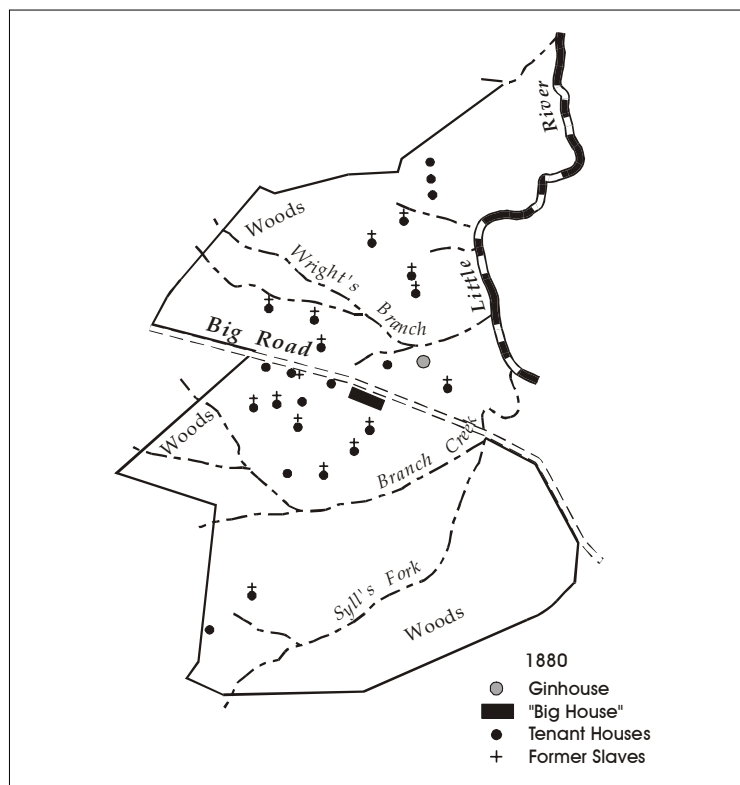 River
Woods
Wright's
Branch
Little
Big Road
Woods
Branch Creek
Syll's Fork
Woods
1880
Ginhouse
"Big House"
Tenant Houses
Former Slaves